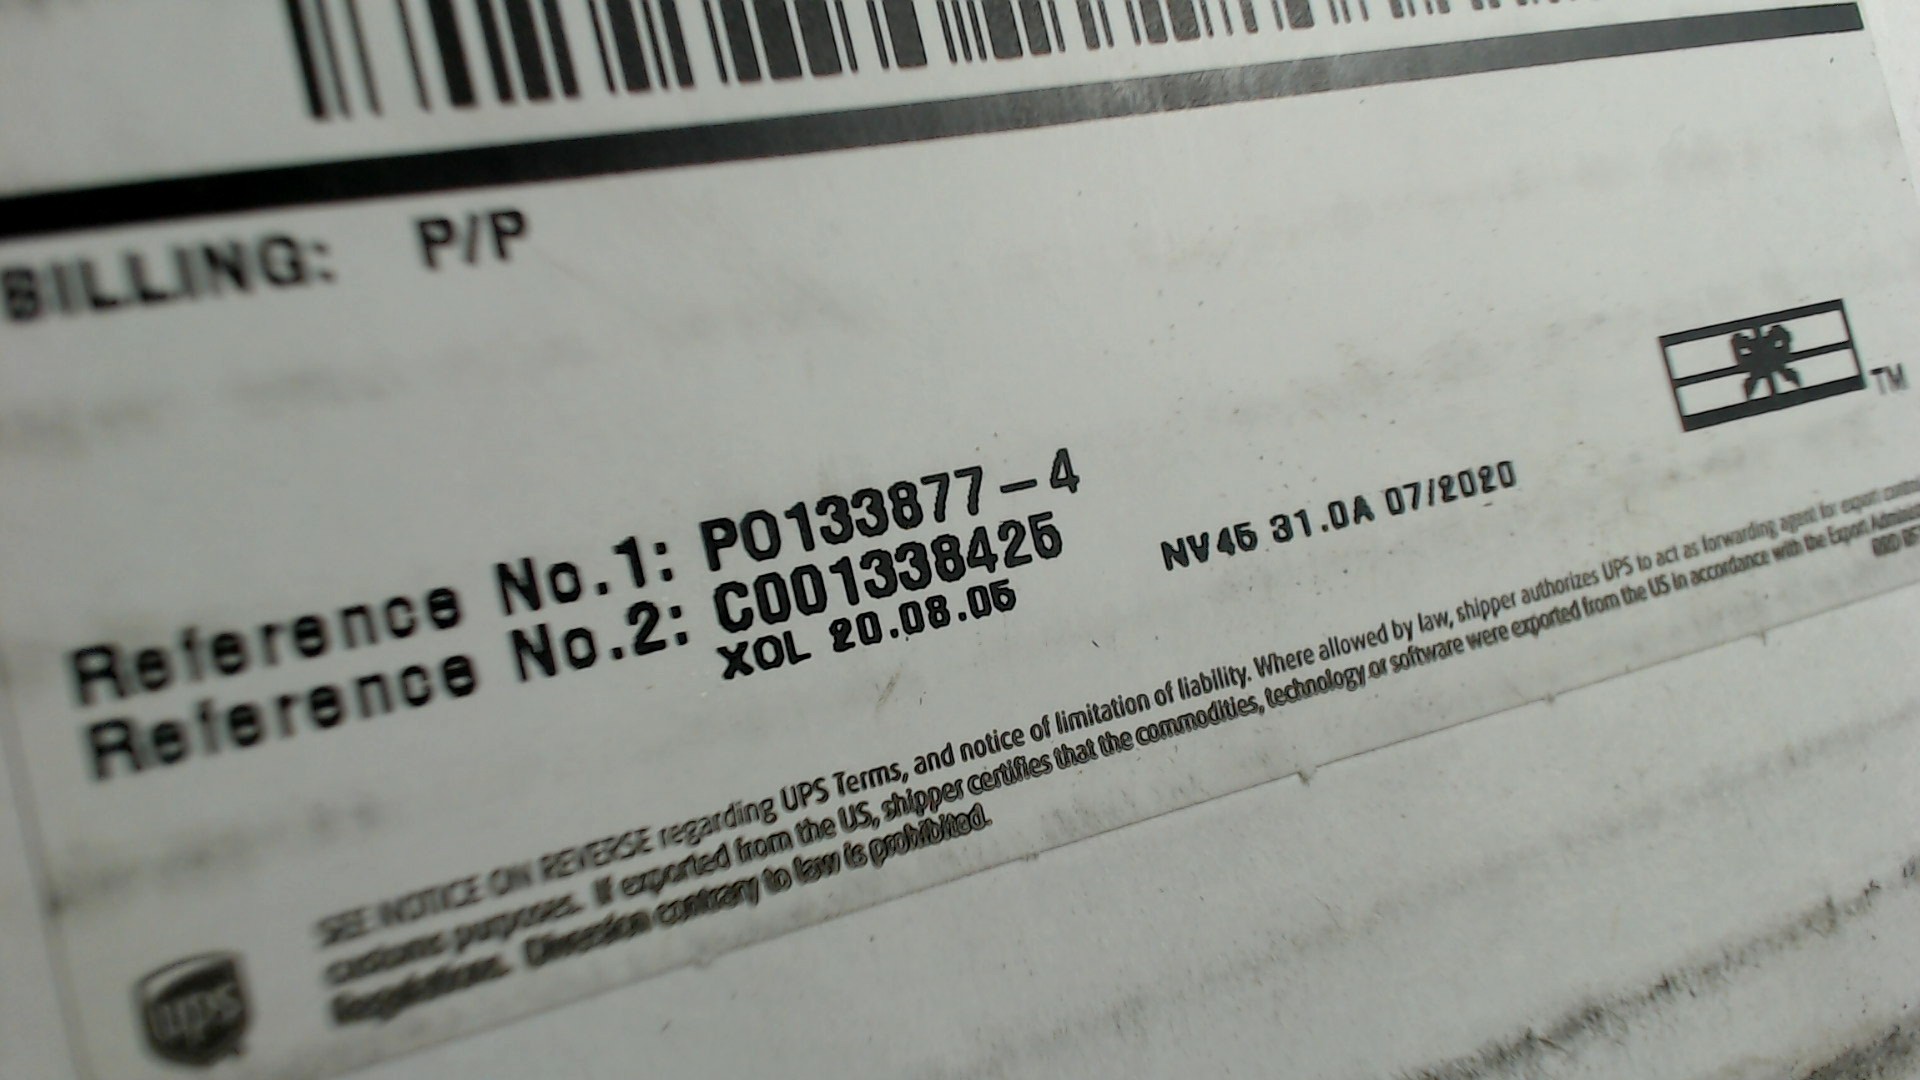 BILLING: P/P
Reference No.1: PO133877-4
Reference No.2: C001338425
XOL 20.08.05 NV45 31.0A 07/2020
TM
SEE NOTICE ON REVERSE regarding UPS Terms, and notice of limitation of liability. Where allowed by law, shipper authorizes UPS to act as forwarding agent for export control
customs purposes. If exported from the US, shipper certifies that the commodities, technology or software were exported from the US in accordance with the Export Administ
Regulations. Diversion contrary to law is prohibited.
ups